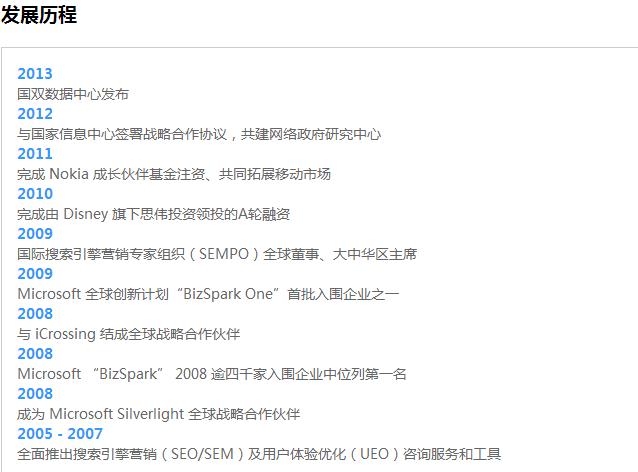 发展历程
2013
国双数据中心发布
2012
与国家信息中心签署战略合作协议，共建网络政府研究中心
2011
完成 Nokia 成长伙伴基金注资、共同拓展移动市场
2010
完成由 Disney 旗下思伟投资领投的A轮融资
2009
国际搜索引擎营销专家组织（SEMPO）全球董事、大中华区主席
2009
Microsoft 全球创新计划“BizSpark One”首批入围企业之一
2008
与 iCrossing 结成全球战略合作伙伴
2008
Microsoft “BizSpark” 2008 逾四千家入围企业中位列第一名
2008
成为 Microsoft Silverlight 全球战略合作伙伴
2005 - 2007
全面推出搜索引擎营销（SEO/SEM）及用户体验优化（UEO）咨询服务和工具